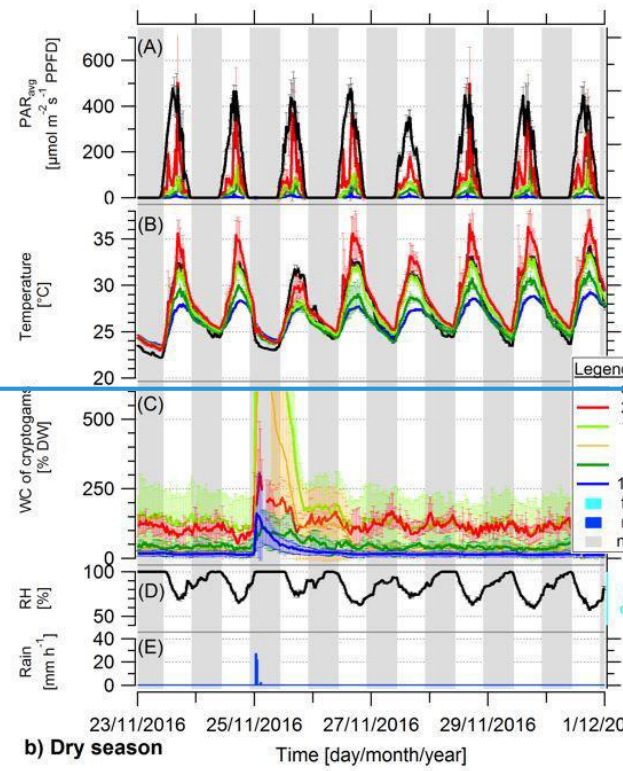 (A)
PARavg
[µmol m⁻² s⁻¹ PPFD]
600
400
200
0
(B)
Temperature
[°C]
35
30
25
20
Legend
(C)
WC of cryptogams
[% DW]
500
250
0
2
1
(D)
RH
[%]
100
50
(E)
Rain
[mm h⁻¹]
40
20
0
23/11/2016 25/11/2016 27/11/2016 29/11/2016 1/12/20
b) Dry season
Time [day/month/year]